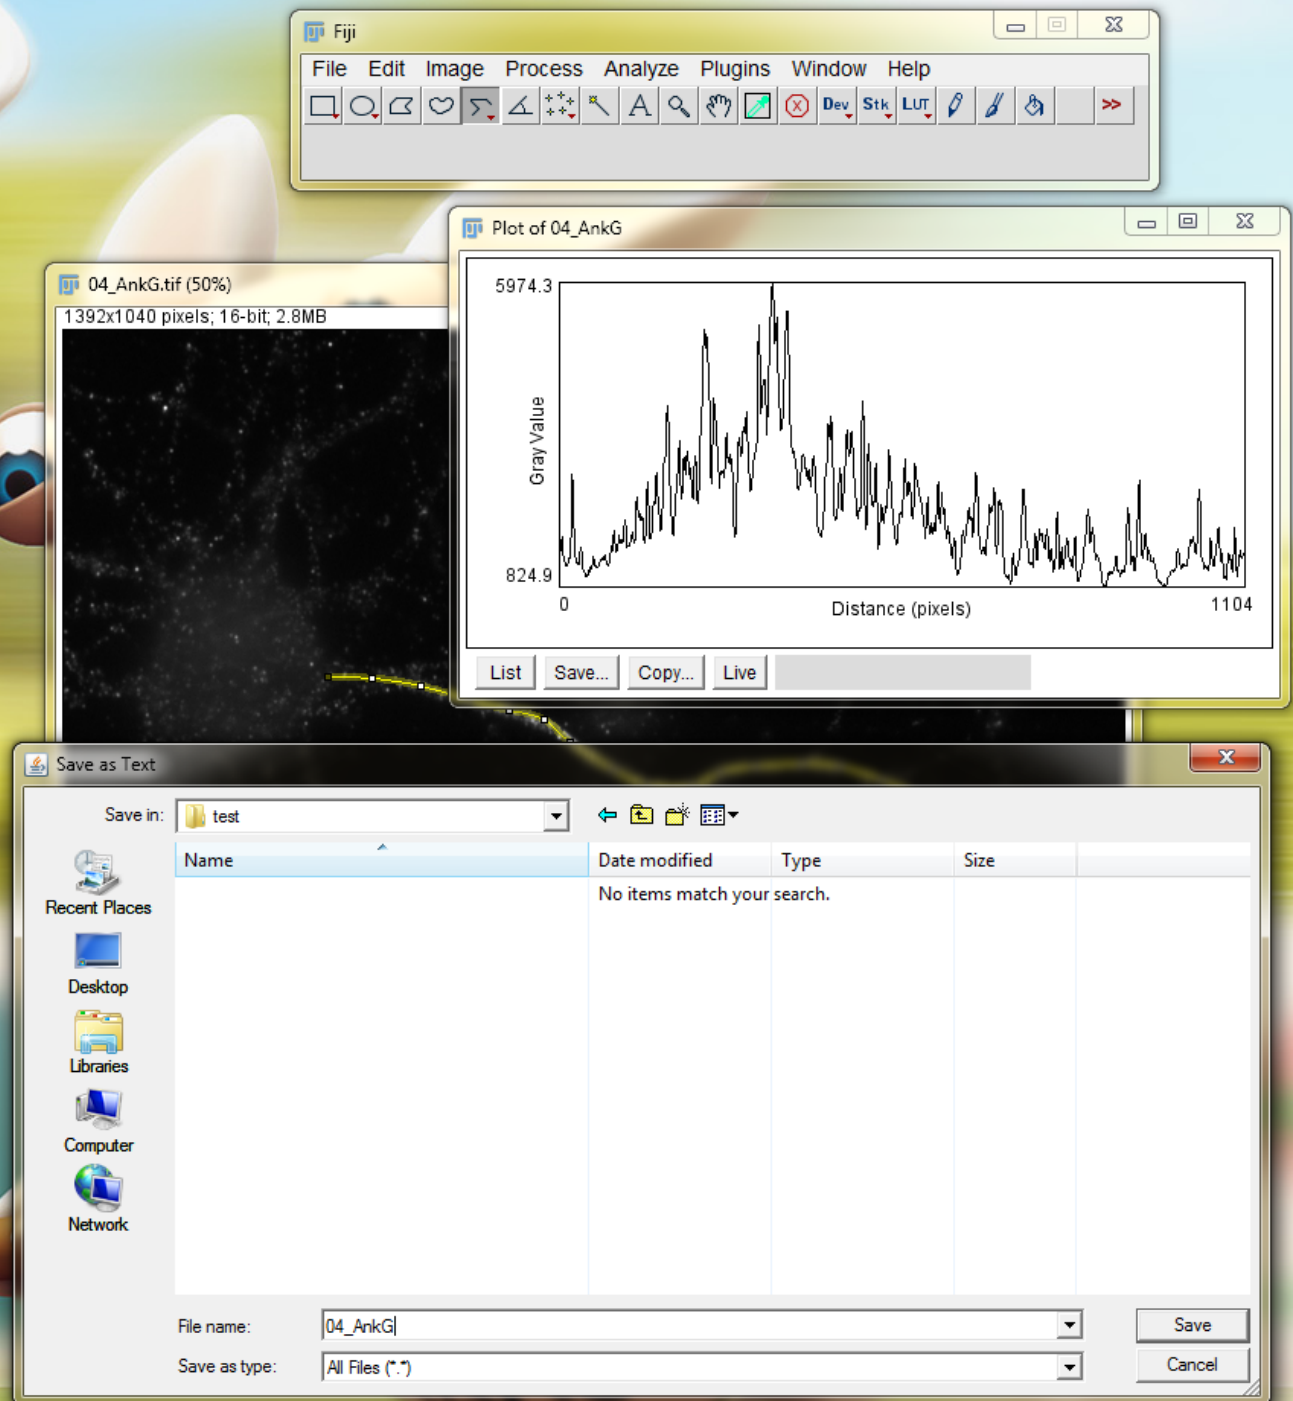 Fiji
File Edit Image Process Analyze Plugins Window Help
A Dev Stk LUT >>
Plot of 04_AnkG
04_AnkG.tif (50%)
1392x1040 pixels; 16-bit; 2.8MB
5974.3
Gray Value
824.9
0 1104
Distance (pixels)
List Save... Copy... Live
Save as Text
Save in: test
Name Date modified Type Size
No items match your search.
Recent Places
Desktop
Libraries
Computer
Network
File name: 04_AnkG Save
Save as type: All Files (*.*) Cancel